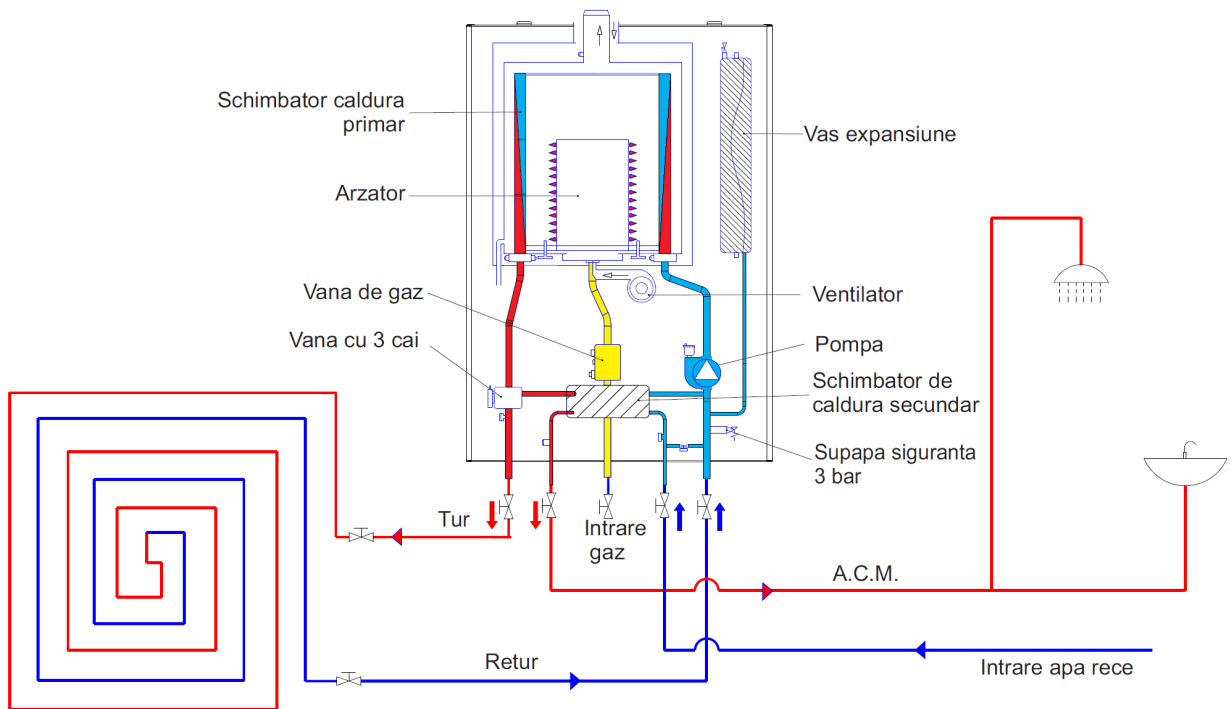 Schimbator caldura
primar
Vas expansiune
Arzator
Vana de gaz
Ventilator
Vana cu 3 cai
Pompa
Schimbator de
caldura secundar
Supapa siguranta
3 bar
Tur
Intrare
gaz
A.C.M.
Retur
Intrare apa rece